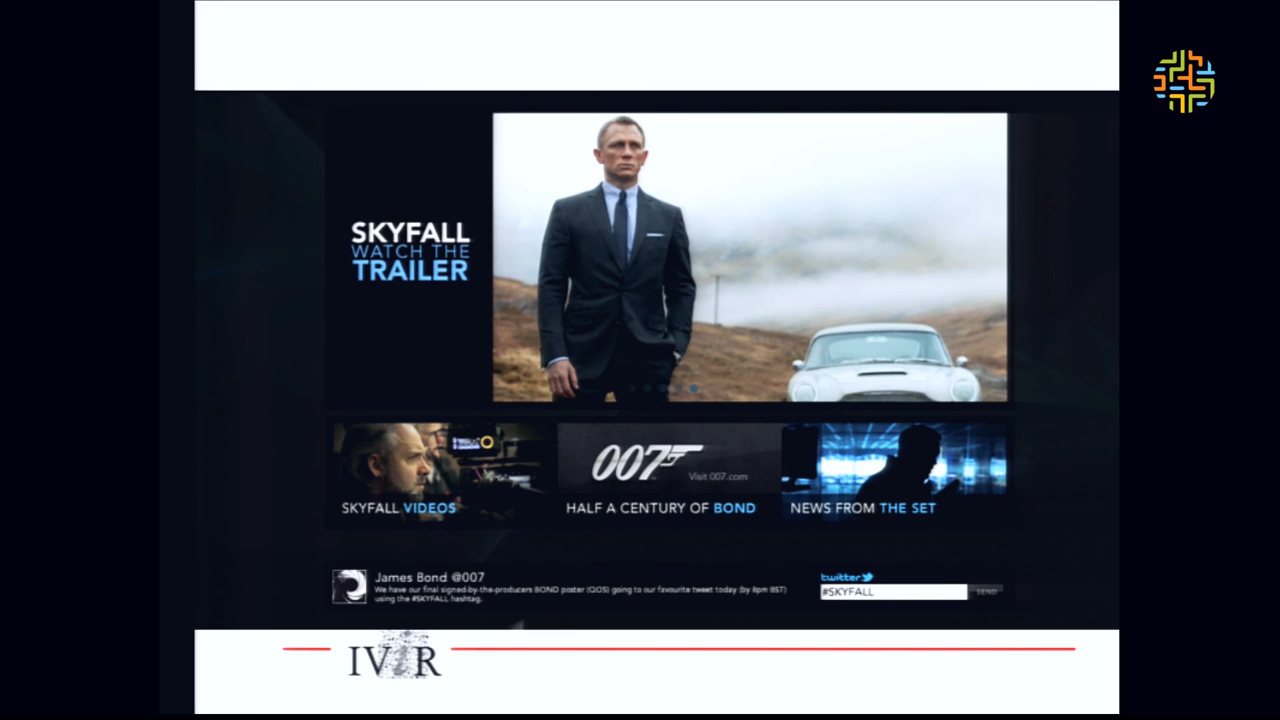 SKYFALL
WATCH THE
TRAILER
007
Visit 007.com
SKYFALL VIDEOS
HALF A CENTURY OF BOND
NEWS FROM THE SET
James Bond @007
We have our final signed-by-the-producers BOND poster (QOS) going to our favourite tweet today (by 8pm BST)
using the #SKYFALL hashtag.
twitter
#SKYFALL
SEND
IViR